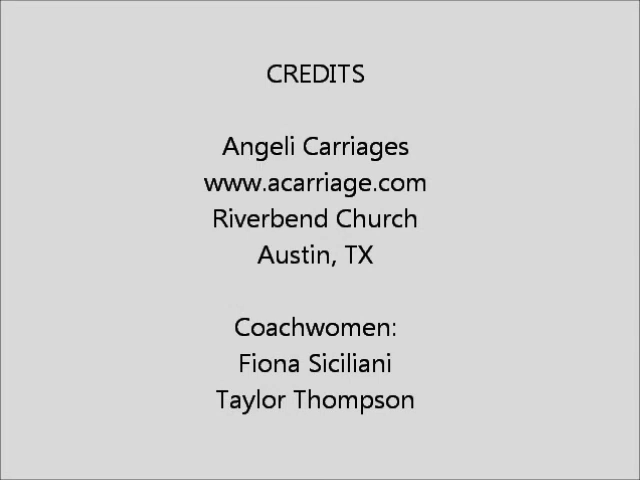 CREDITS
Angeli Carriages
www.acarriage.com
Riverbend Church
Austin, TX
Coachwomen:
Fiona Siciliani
Taylor Thompson